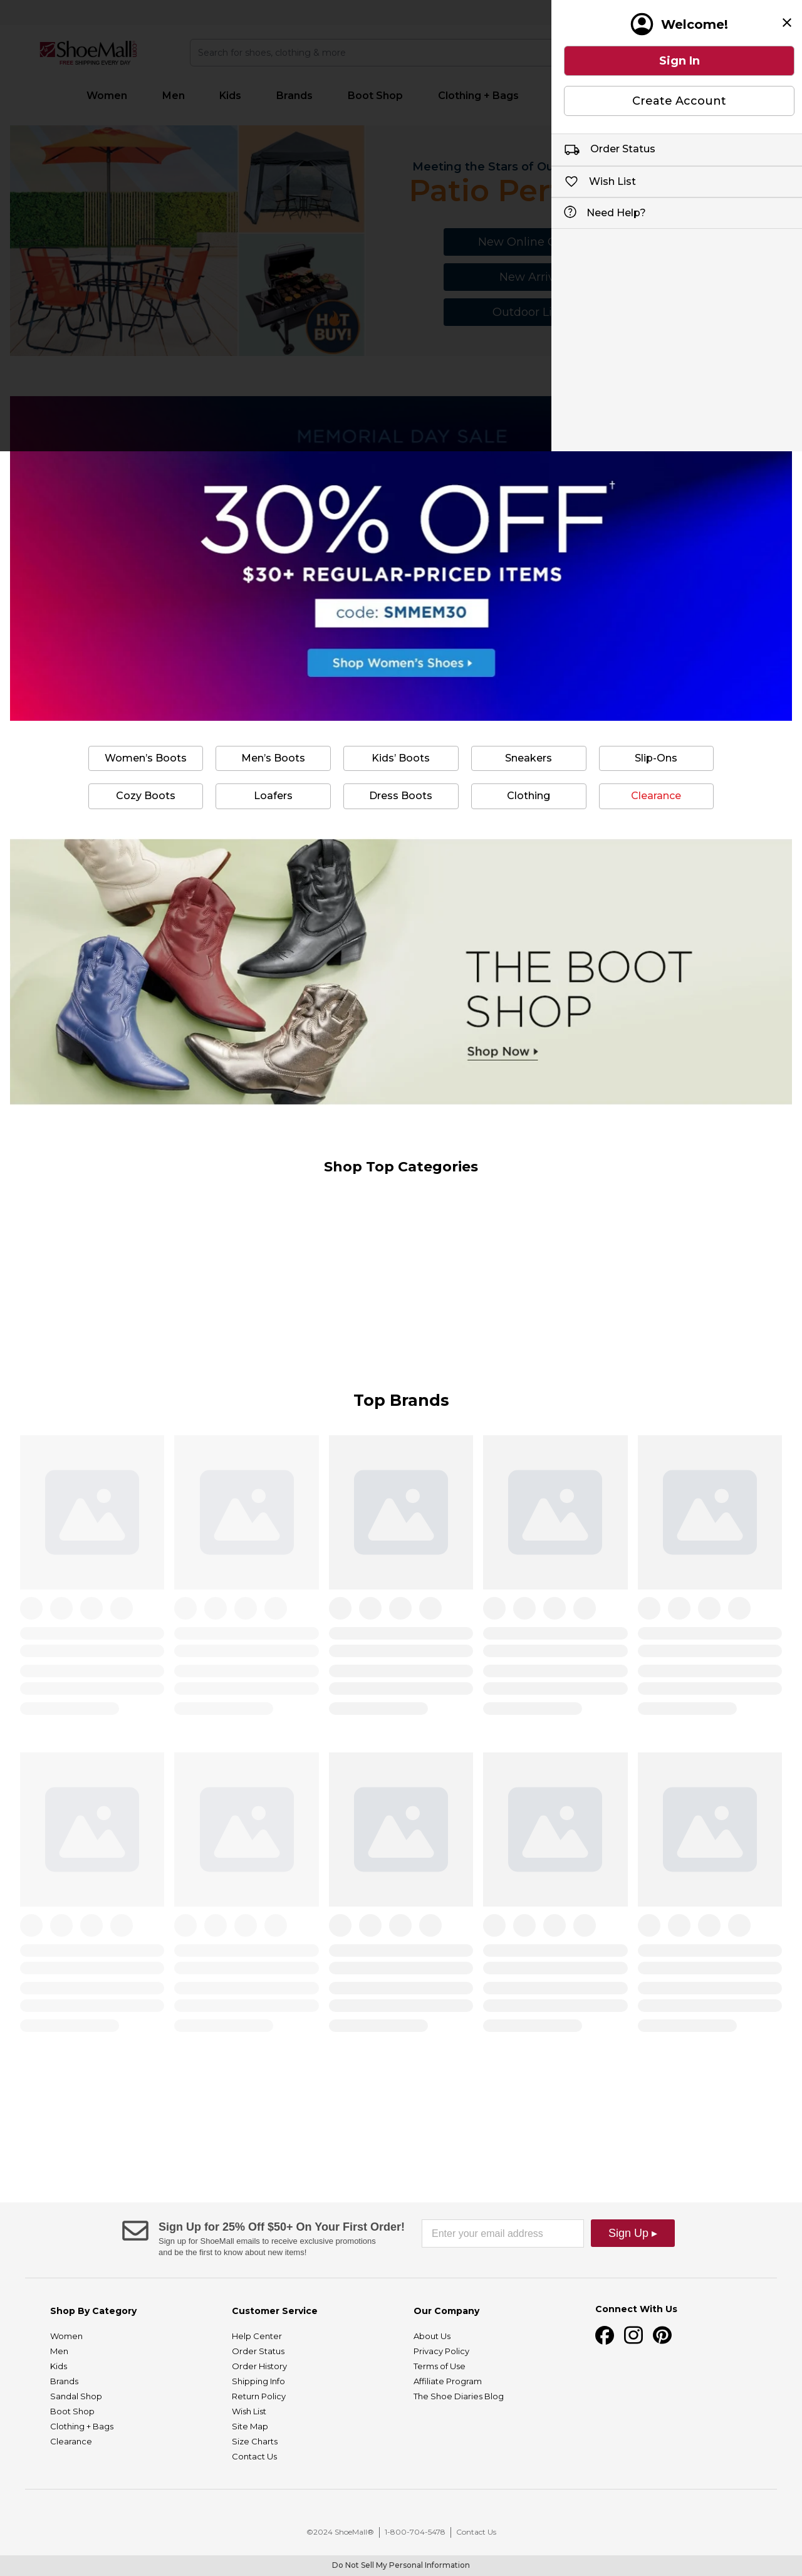 Welcome!
Sign In
Create Account
Order Status
Wish List
Need Help?
ShoeMall
FREE SHIPPING EVERY DAY
Search for shoes, clothing & more
Women
Men
Kids
Brands
Boot Shop
Clothing + Bags
Meeting the Stars of
Patio
New Online
New
Outdoor
HOT
BUY!
MEMORIAL DAY SALE
30% OFF†
$30+ REGULAR-PRICED ITEMS
code: SMMEM30
Shop Women's Shoes
Women's Boots
Men's Boots
Kids' Boots
Sneakers
Slip-Ons
Cozy Boots
Loafers
Dress Boots
Clothing
Clearance
THE BOOT
SHOP
Shop Now
Shop Top Categories
Top Brands
Sign Up for 25% Off $50+ On Your First Order!
Sign up for ShoeMall emails to receive exclusive promotions
and be the first to know about new items!
Enter your email address
Sign Up ▸
Shop By Category
Women
Men
Kids
Brands
Sandal Shop
Boot Shop
Clothing + Bags
Clearance
Customer Service
Help Center
Order Status
Order History
Shipping Info
Return Policy
Wish List
Site Map
Size Charts
Contact Us
Our Company
About Us
Privacy Policy
Terms of Use
Affiliate Program
The Shoe Diaries Blog
Connect With Us
©2024 ShoeMall® | 1-800-704-5478 | Contact Us
Do Not Sell My Personal Information